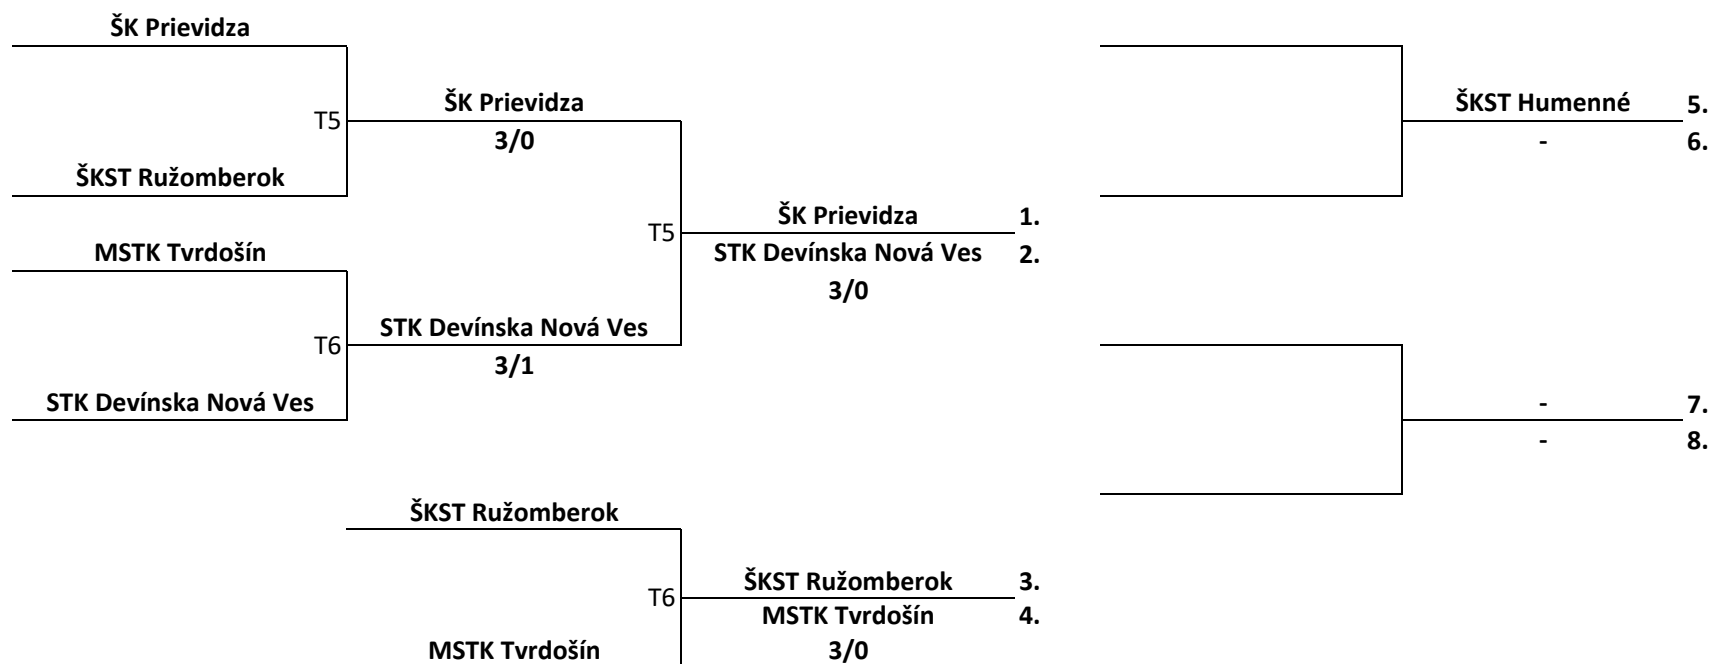 ŠK Prievidza
T5
ŠK Prievidza
3/0
ŠKST Ružomberok
MSTK Tvrdošín
T6
STK Devínska Nová Ves
3/1
STK Devínska Nová Ves
T5
ŠK Prievidza 1.
STK Devínska Nová Ves 2.
3/0
ŠKST Ružomberok
T6
ŠKST Ružomberok 3.
MSTK Tvrdošín 4.
3/0
MSTK Tvrdošín
ŠKST Humenné 5.
- 6.
- 7.
- 8.